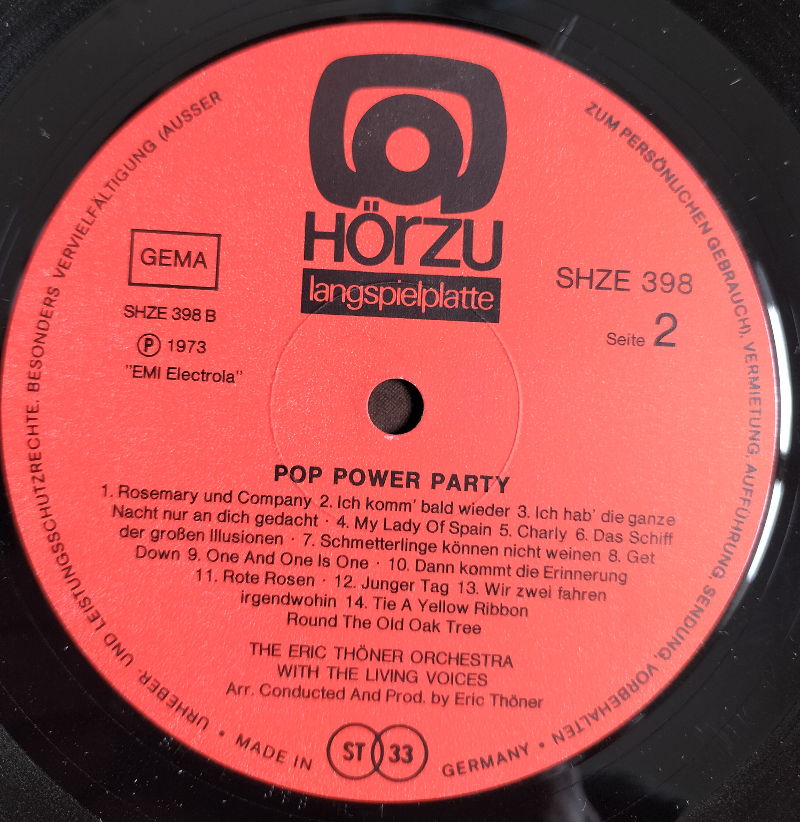 HÖRZU
langspielplatte
GEMA
SHZE 398 B
Ⓟ 1973
"EMI Electrola"
SHZE 398
Seite 2
POP POWER PARTY
1. Rosemary und Company 2. Ich komm' bald wieder 3. Ich hab' die ganze
Nacht nur an dich gedacht · 4. My Lady Of Spain 5. Charly 6. Das Schiff
der großen Illusionen · 7. Schmetterlinge können nicht weinen 8. Get
Down 9. One And One Is One · 10. Dann kommt die Erinnerung
11. Rote Rosen · 12. Junger Tag 13. Wir zwei fahren
irgendwohin 14. Tie A Yellow Ribbon
Round The Old Oak Tree
THE ERIC THÖNER ORCHESTRA
WITH THE LIVING VOICES
Arr. Conducted And Prod. by Eric Thöner
ST 33
URHEBER- UND LEISTUNGSSCHUTZRECHTE, BESONDERS VERVIELFÄLTIGUNG (AUSSER
ZUM PERSÖNLICHEN GEBRAUCH), VERMIETUNG, AUFFÜHRUNG, SENDUNG, VORBEHALTEN
• MADE IN GERMANY •